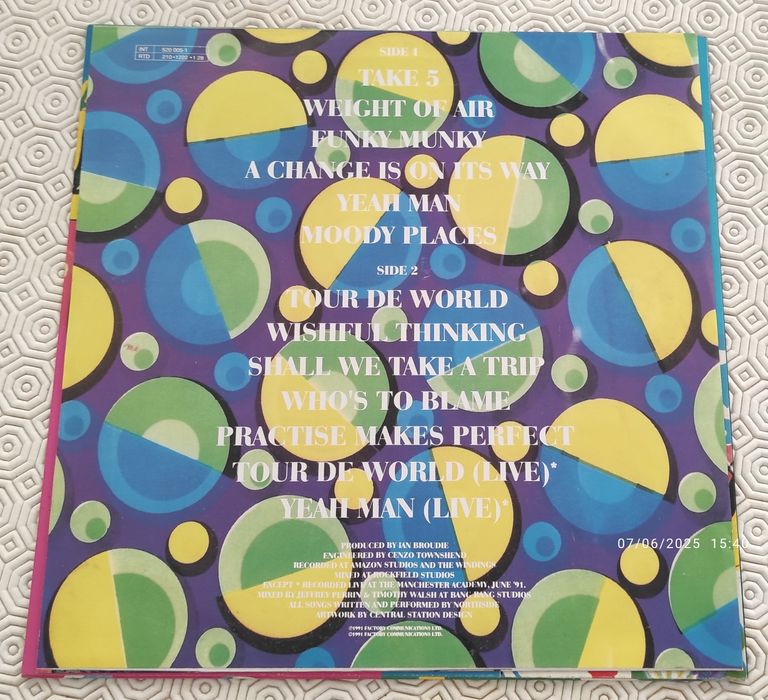 INT 520 005-1
RTD 210•1220 •1 28
SIDE 1
TAKE 5
WEIGHT OF AIR
FUNKY MUNKY
A CHANGE IS ON ITS WAY
YEAH MAN
MOODY PLACES
SIDE 2
TOUR DE WORLD
WISHFUL THINKING
SHALL WE TAKE A TRIP
WHO'S TO BLAME
PRACTISE MAKES PERFECT
TOUR DE WORLD (LIVE)*
YEAH MAN (LIVE)*
PRODUCED BY IAN BROUDIE
ENGINEERED BY CENZO TOWNSHEND
RECORDED AT AMAZON STUDIOS AND THE WINDINGS
MIXED AT ROCKFIELD STUDIOS
EXCEPT * RECORDED LIVE AT THE MANCHESTER ACADEMY, JUNE '91.
MIXED BY JEFFREY PERRIN & TIMOTHY WALSH AT BANG BANG STUDIOS
ALL SONGS WRITTEN AND PERFORMED BY NORTHSIDE
ARTWORK BY CENTRAL STATION DESIGN
℗1991 FACTORY COMMUNICATIONS LTD.
©1991 FACTORY COMMUNICATIONS LTD.
07/06/2025 15:40